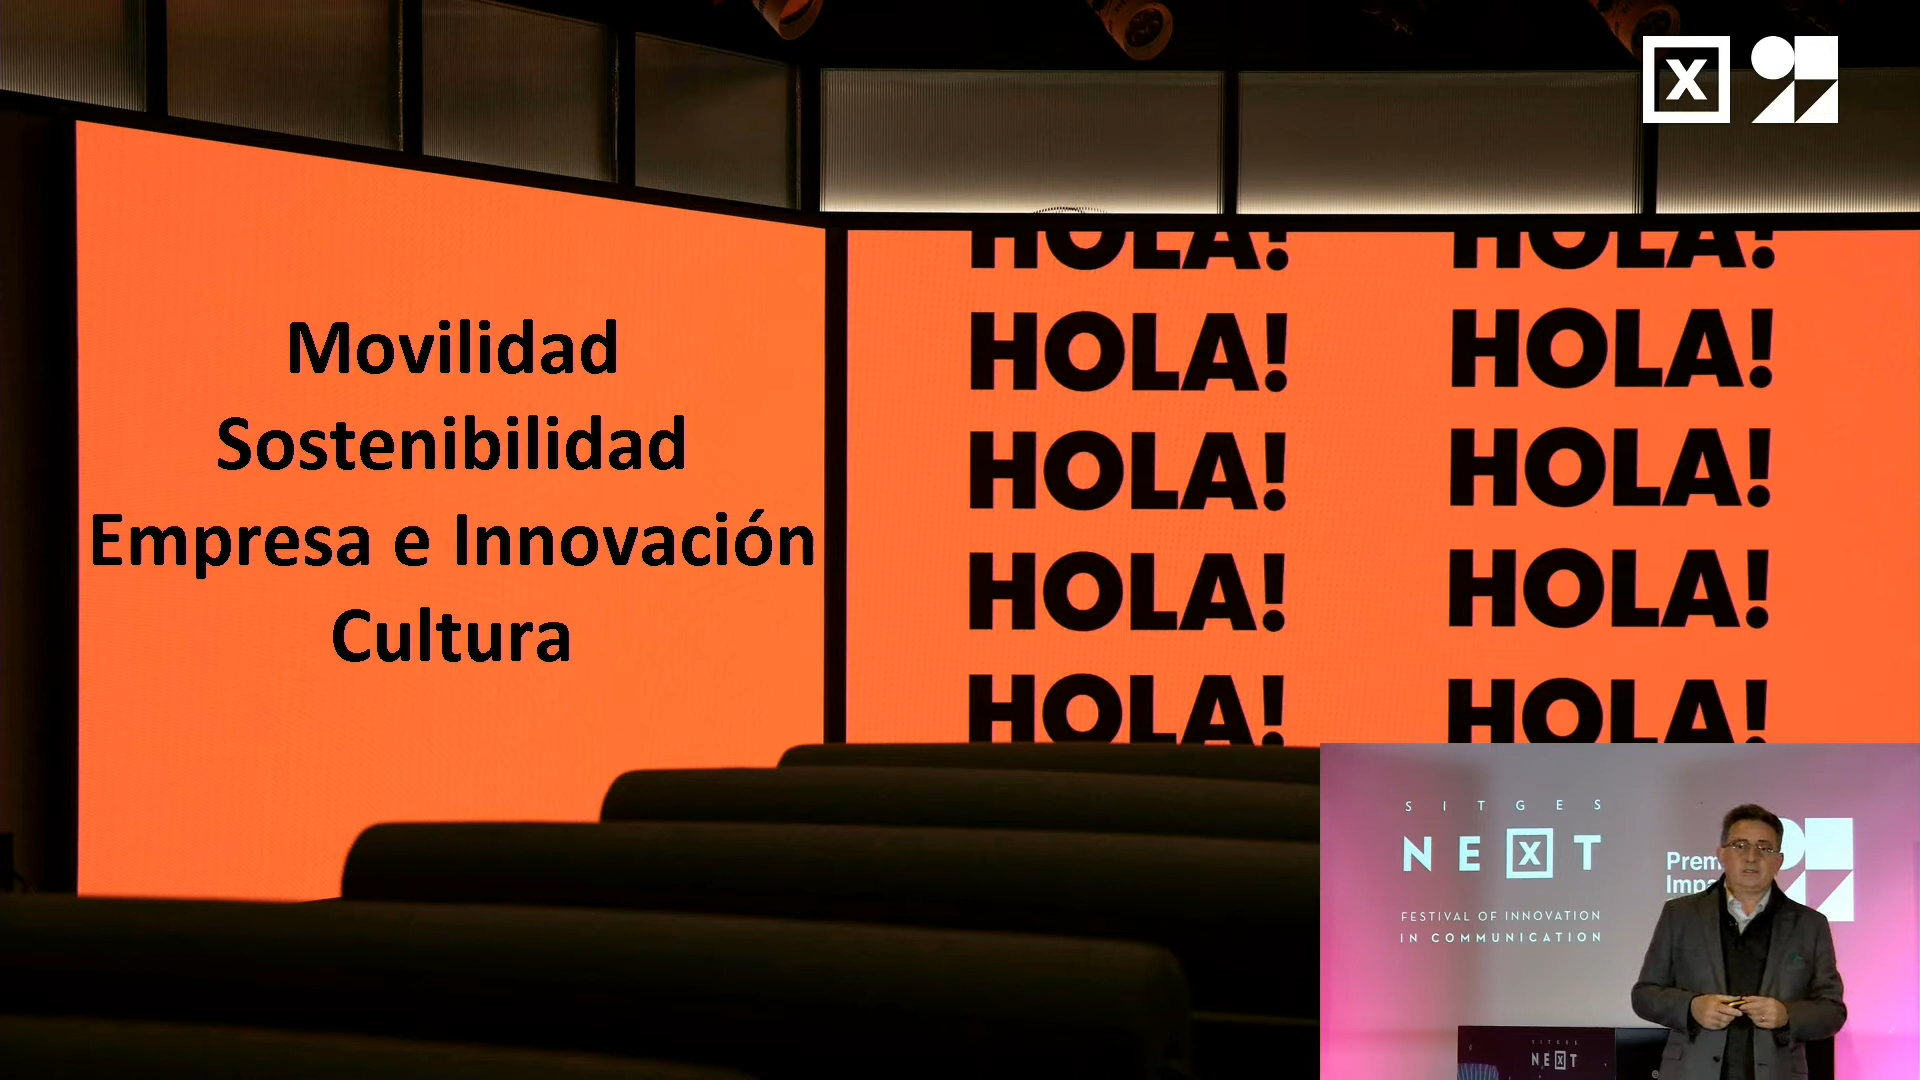 X
Movilidad
Sostenibilidad
Empresa e Innovación
Cultura
HOLA! HOLA!
HOLA! HOLA!
HOLA! HOLA!
HOLA! HOLA!
HOLA! HOLA!
SITGES
NEXT
FESTIVAL OF INNOVATION
IN COMMUNICATION
SITGES
NEXT